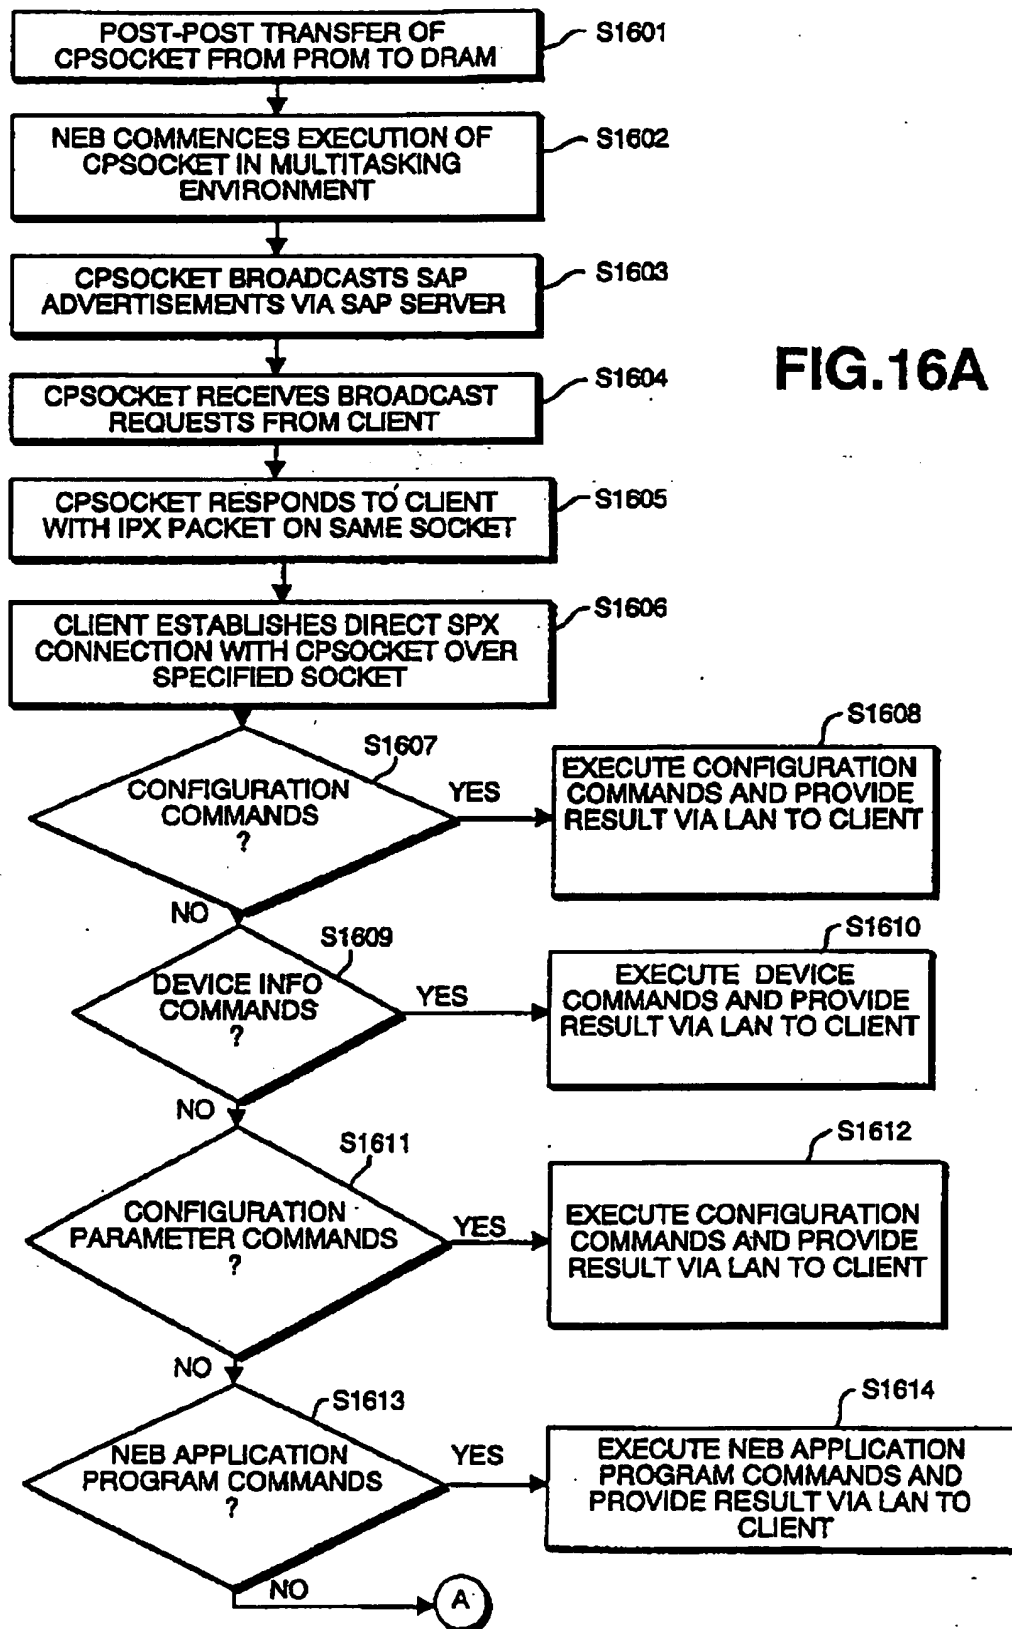 POST-POST TRANSFER OF
CPSOCKET FROM PROM TO DRAM
S1601
NEB COMMENCES EXECUTION OF
CPSOCKET IN MULTITASKING
ENVIRONMENT
S1602
CPSOCKET BROADCASTS SAP
ADVERTISEMENTS VIA SAP SERVER
S1603
FIG.16A
CPSOCKET RECEIVES BROADCAST
REQUESTS FROM CLIENT
S1604
CPSOCKET RESPONDS TO CLIENT
WITH IPX PACKET ON SAME SOCKET
S1605
CLIENT ESTABLISHES DIRECT SPX
CONNECTION WITH CPSOCKET OVER
SPECIFIED SOCKET
S1606
S1607
CONFIGURATION
COMMANDS
?
YES
NO
S1608
EXECUTE CONFIGURATION
COMMANDS AND PROVIDE
RESULT VIA LAN TO CLIENT
S1609
DEVICE INFO
COMMANDS
?
YES
NO
S1610
EXECUTE DEVICE
COMMANDS AND PROVIDE
RESULT VIA LAN TO CLIENT
S1611
CONFIGURATION
PARAMETER COMMANDS
?
YES
NO
S1612
EXECUTE CONFIGURATION
COMMANDS AND PROVIDE
RESULT VIA LAN TO CLIENT
S1613
NEB APPLICATION
PROGRAM COMMANDS
?
YES
NO
S1614
EXECUTE NEB APPLICATION
PROGRAM COMMANDS AND
PROVIDE RESULT VIA LAN TO
CLIENT
A